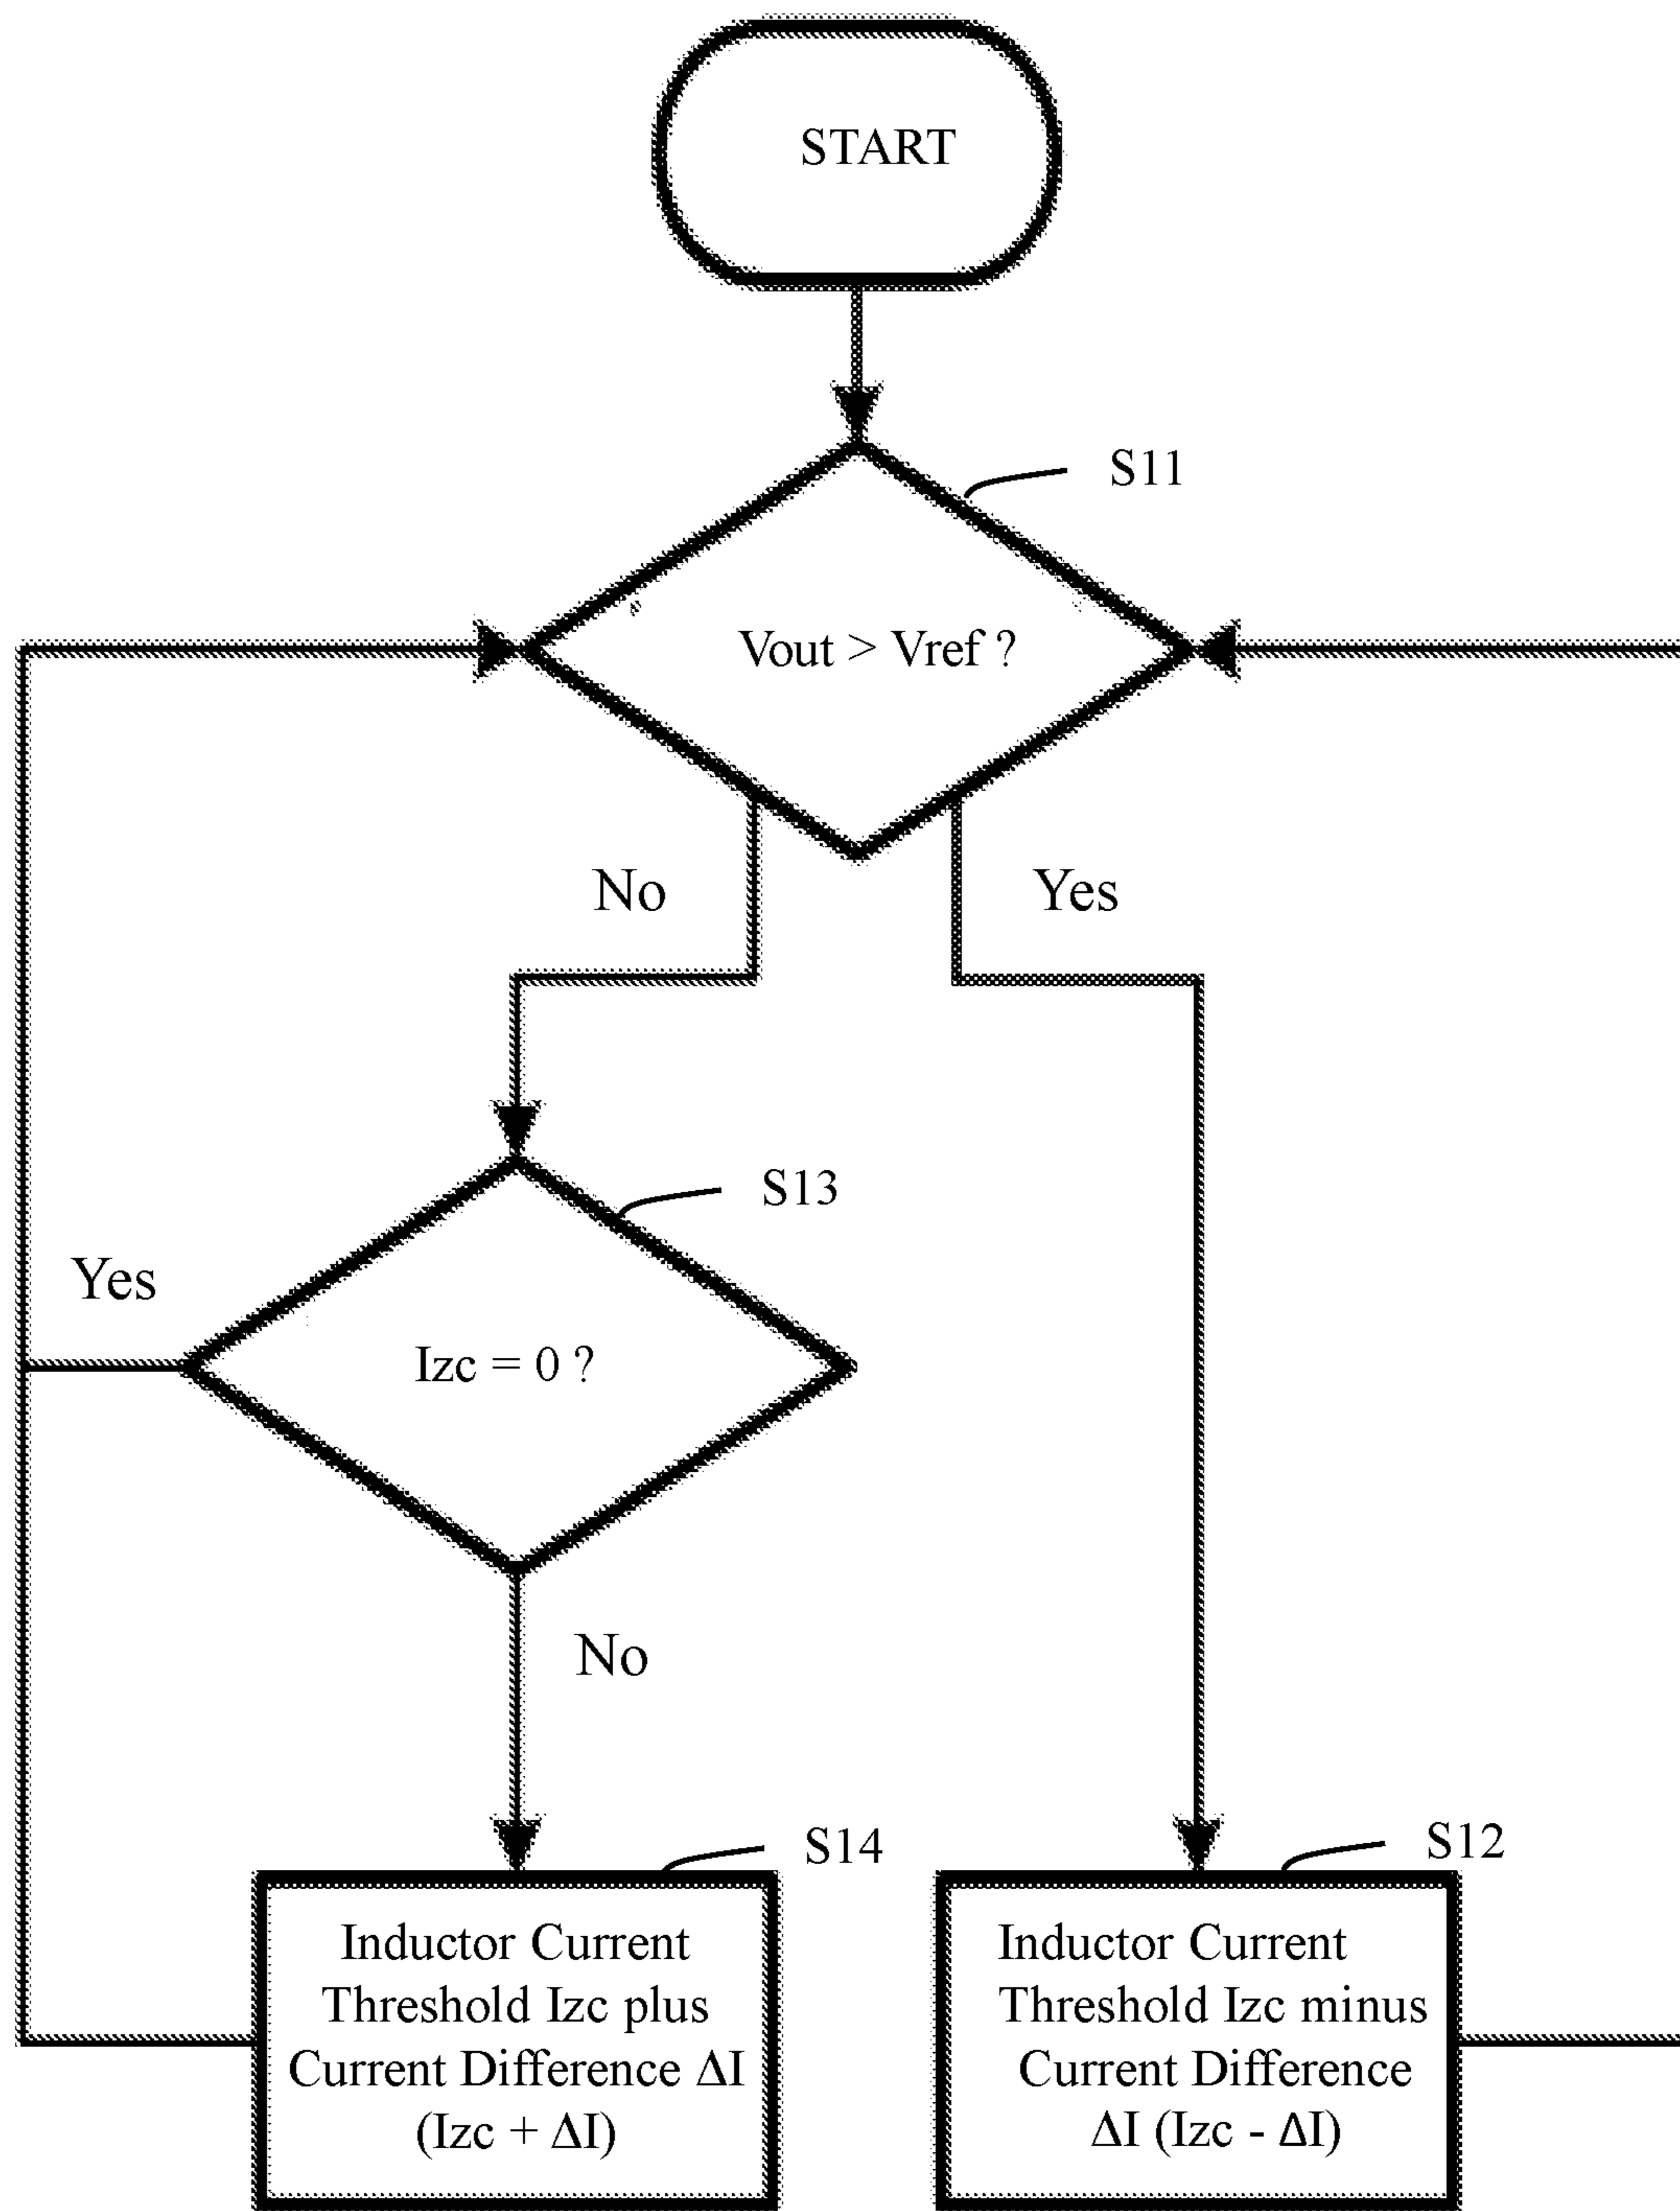 START
S11
Vout > Vref ?
No
Yes
S13
Yes
Izc = 0 ?
No
S14
Inductor Current
Threshold Izc plus
Current Difference ΔI
(Izc + ΔI)
S12
Inductor Current
Threshold Izc minus
Current Difference
ΔI (Izc - ΔI)